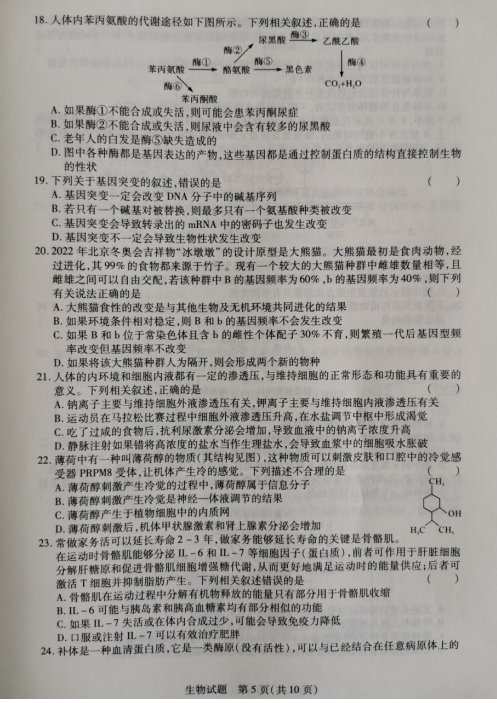 18. 人体内苯丙氨酸的代谢途径如下图所示。下列相关叙述,正确的是 ( )
尿黑酸 酶③ 乙酰乙酸
酶②
苯丙氨酸 酶① 酪氨酸 酶⑤ 黑色素 酶④
酶⑥ CO₂+H₂O
苯丙酮酸
A. 如果酶①不能合成或失活,则可能会患苯丙酮尿症
B. 如果酶②不能合成或失活,则尿液中会含有较多的尿黑酸
C. 老年人的白发是酶⑤缺失造成的
D. 图中各种酶都是基因表达的产物,这些基因都是通过控制蛋白质的结构直接控制生物
的性状
19. 下列关于基因突变的叙述,错误的是 ( )
A. 基因突变一定会改变 DNA 分子中的碱基序列
B. 若只有一个碱基对被替换,则最多只有一个氨基酸种类被改变
C. 基因突变会导致转录出的 mRNA 中的密码子也发生改变
D. 基因突变不一定会导致生物性状发生改变
20. 2022 年北京冬奥会吉祥物“冰墩墩”的设计原型是大熊猫。大熊猫最初是食肉动物,经
过进化,其 99% 的食物都来源于竹子。现有一个较大的大熊猫种群中雌雄数量相等,且
雌雄之间可以自由交配,若该种群中 B 的基因频率为 60% ,b 的基因频率为 40% ,则下列
有关说法正确的是 ( )
A. 大熊猫食性的改变是与其他生物及无机环境共同进化的结果
B. 如果环境条件相对稳定,则 B 和 b 的基因频率不会发生改变
C. 如果 B 和 b 位于常染色体且含 b 的雌性个体配子 30% 不育,则繁殖一代后基因型频
率改变但基因频率不改变
D. 如果将该大熊猫种群人为隔开,则会形成两个新的物种
21. 人体的内环境和细胞内液都有一定的渗透压,与维持细胞的正常形态和功能具有重要的
意义。下列相关叙述,正确的是 ( )
A. 钠离子主要与维持细胞外液渗透压有关,钾离子主要与维持细胞内液渗透压有关
B. 运动员在马拉松比赛过程中细胞外液渗透压升高,在水盐调节中枢中形成渴觉
C. 吃了过咸的食物后,抗利尿激素分泌会增加,导致血液中的钠离子浓度升高
D. 静脉注射如果错将高浓度的盐水当作生理盐水,会导致血浆中的细胞吸水胀破
22. 薄荷中有一种叫薄荷醇的物质(其结构见图),这种物质可以刺激皮肤和口腔中的冷觉感
受器 PRPM8 受体,让机体产生冷的感觉。下列描述不合理的是 ( )
A. 薄荷醇刺激产生冷觉的过程中,薄荷醇属于信息分子
B. 薄荷醇刺激产生冷觉是神经—体液调节的结果
C. 薄荷醇产生于植物细胞中的内质网
D. 薄荷醇刺激后,机体甲状腺激素和肾上腺素分泌会增加
CH₃
OH
H₃C CH₃
23. 常做家务活可以延长寿命 2~3 年,做家务能够延长寿命的关键是骨骼肌。
在运动时骨骼肌能够分泌 IL-6 和 IL-7 等细胞因子(蛋白质),前者可作用于肝脏细胞
分解肝糖原和促进骨骼肌细胞增强糖代谢,从而更好地满足运动时的能量供应;后者可
激活 T 细胞并抑制脂肪产生。下列相关叙述错误的是 ( )
A. 骨骼肌在运动过程中分解有机物释放的能量只有部分用于骨骼肌收缩
B. IL-6 可能与胰岛素和胰高血糖素均有部分相似的功能
C. 如果 IL-7 失活或在体内合成过少,可能会导致免疫力降低
D. 口服或注射 IL-7 可以有效治疗肥胖
24. 补体是一种血清蛋白质,它是一类酶原(没有活性),可以与已经结合在任意病原体上的
生物试题 第 5 页(共 10 页)